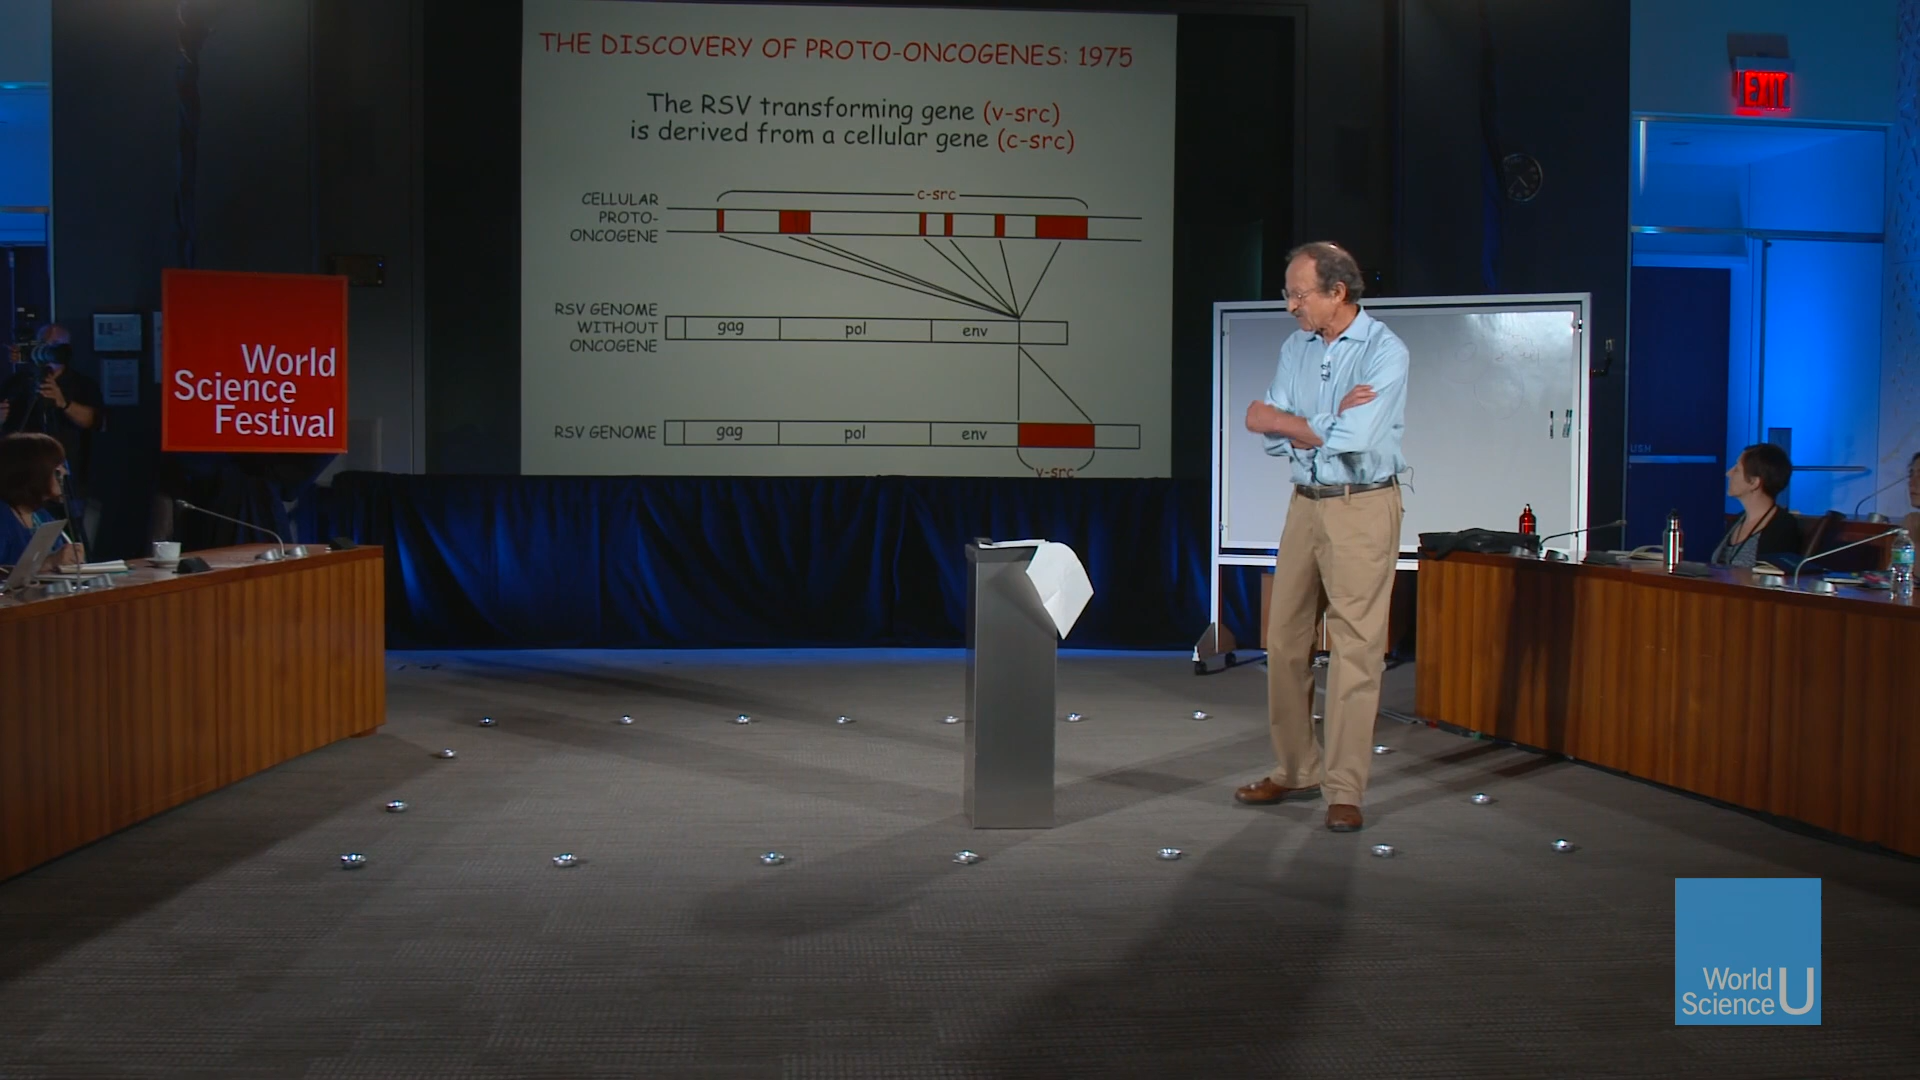 THE DISCOVERY OF PROTO-ONCOGENES: 1975
The RSV transforming gene (v-src)
is derived from a cellular gene (c-src)
c-src
CELLULAR
PROTO-
ONCOGENE
RSV GENOME
WITHOUT
ONCOGENE
gag pol env
RSV GENOME gag pol env
v-src
EXIT
World
Science
Festival
USH
World
Science U